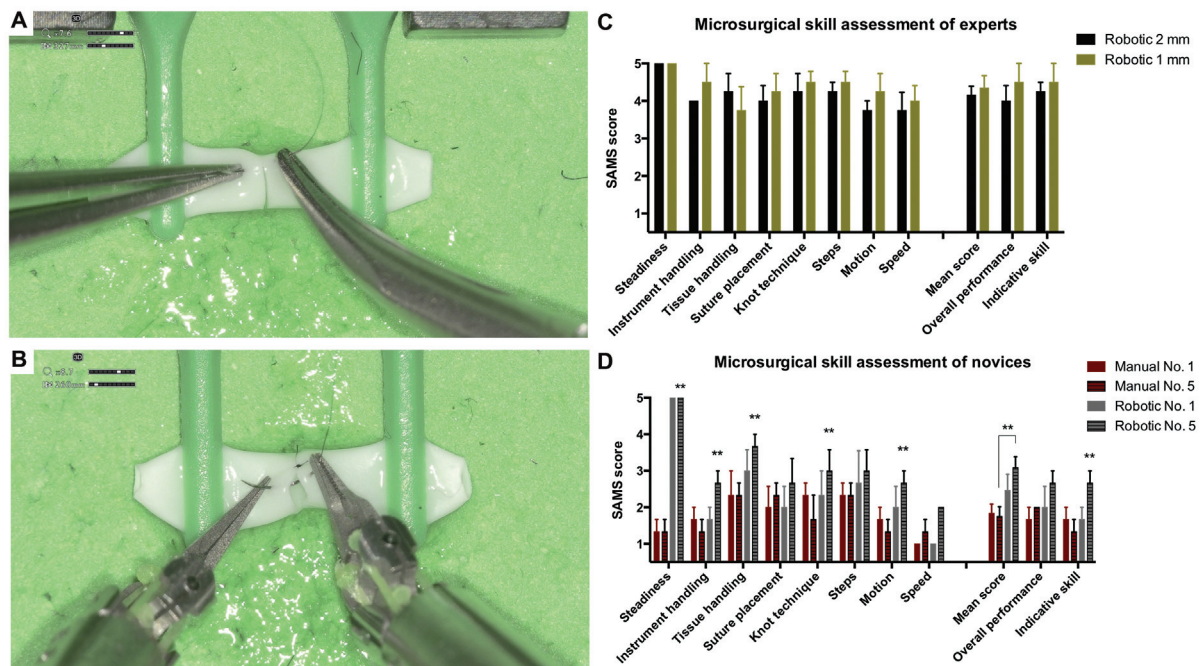 A
3D
B
3D
C
Microsurgical skill assessment of experts
Robotic 2 mm
Robotic 1 mm
SAMS score
5
4
3
2
1
Steadiness
Instrument handling
Tissue handling
Suture placement
Knot technique
Steps
Motion
Speed
Mean score
Overall performance
Indicative skill
D
Microsurgical skill assessment of novices
Manual No. 1
Manual No. 5
Robotic No. 1
Robotic No. 5
SAMS score
5
4
3
2
1
**
**
**
**
**
**
**
Steadiness
Instrument handling
Tissue handling
Suture placement
Knot technique
Steps
Motion
Speed
Mean score
Overall performance
Indicative skill